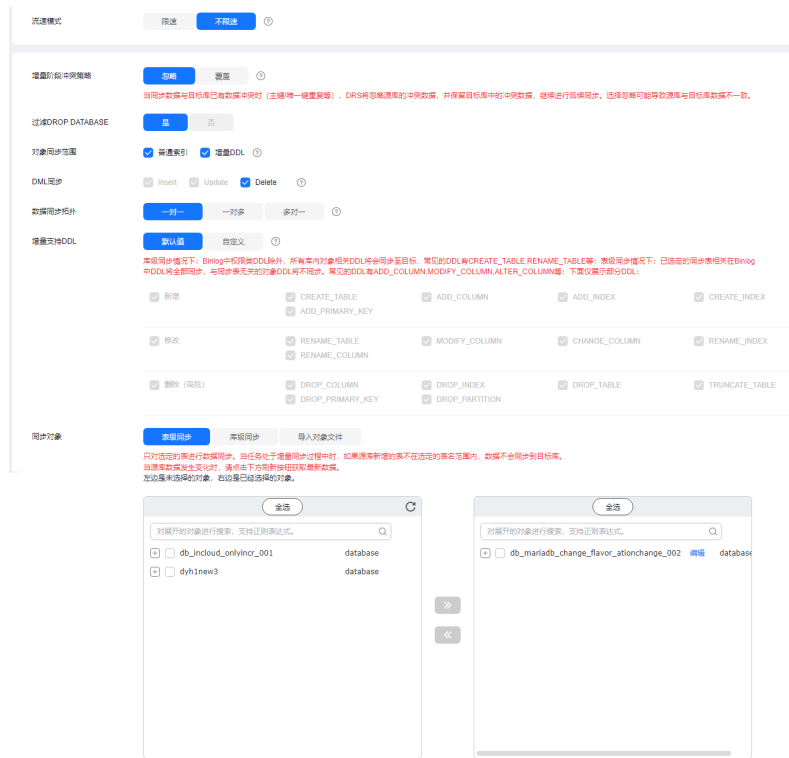 流速模式 限速 不限速
增量阶段冲突策略 忽略 覆盖
当同步数据与目标库已有数据冲突时（主键/唯一键重复等），DRS将忽略源库的冲突数据，并保留目标库中的冲突数据，继续进行后续同步。选择忽略可能导致源库与目标库数据不一致。
过滤DROP DATABASE 是 否
对象同步范围 普通索引 增量DDL
DML同步 Insert Update Delete
数据同步拓扑 一对一 一对多 多对一
增量支持DDL 默认值 自定义
库级同步情况下：Binlog中权限类DDL除外，所有库内对象相关DDL将会同步至目标，常见的DDL有CREATE_TABLE,RENAME_TABLE等；表级同步情况下：已选定的同步表相关在Binlog
中DDL将全部同步，与同步表无关的对象DDL将不同步。常见的DDL有ADD_COLUMN,MODIFY_COLUMN,ALTER_COLUMN等；下面仅展示部分DDL：
新增 CREATE_TABLE ADD_COLUMN ADD_INDEX CREATE_INDEX
ADD_PRIMARY_KEY
修改 RENAME_TABLE MODIFY_COLUMN CHANGE_COLUMN RENAME_INDEX
RENAME_COLUMN
删除（高危） DROP_COLUMN DROP_INDEX DROP_TABLE TRUNCATE_TABLE
DROP_PRIMARY_KEY DROP_PARTITION
同步对象 表级同步 库级同步 导入对象文件
只对选定的表进行数据同步。当任务处于增量同步过程中时，如果源库新增的表不在选定的表名范围内，数据不会同步到目标库。
当源库数据发生变化时，请点击下方刷新按钮获取最新数据。
左边是未选择的对象，右边是已经选择的对象。
全选
对展开的对象进行搜索，支持正则表达式。
db_incloud_onlyincr_001 database
dyh1new3 database
全选
对展开的对象进行搜索，支持正则表达式。
db_mariadb_change_flavor_ationchange_002 编辑 database